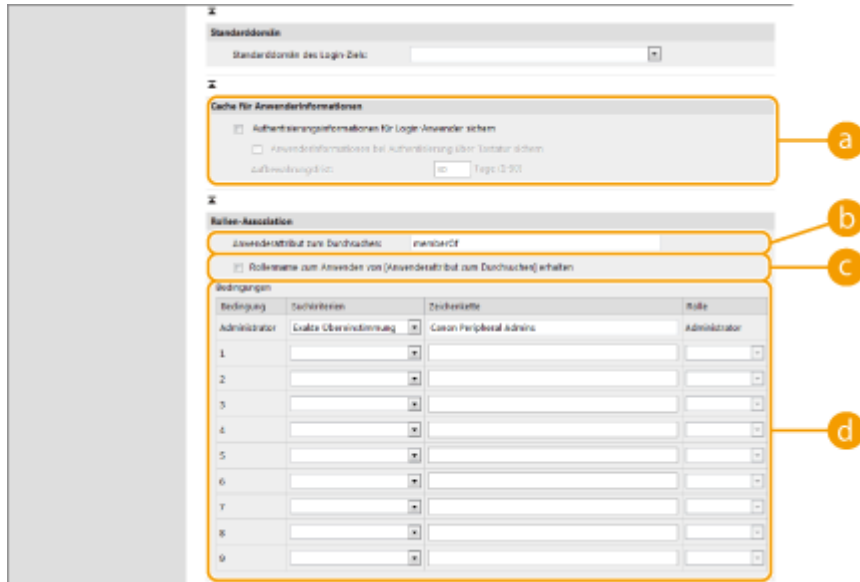 Standarddomäin
Standarddomäin des Login-Ziels:
Cache für Anwenderinformationen
Authentisierungsinformationen für Login-Anwender sichern
Anwenderinformationen bei Authentisierung über Tastatur sichern
Aufbewahrungsfrist: Tage (0-90)
a
Rollen-Assoziation
b
Anwenderattribut zum Durchsuchen: memberOf
c
Rollenname zum Anwenden von [Anwenderattribut zum Durchsuchen] erhalten
Bedingungen
Bedingung Suchkriterien Zeichenkette Rolle
Administrator Exakte Übereinstimmung Canon Peripheral Admins Administrator
1
2
3
4
d
5
6
7
8
9